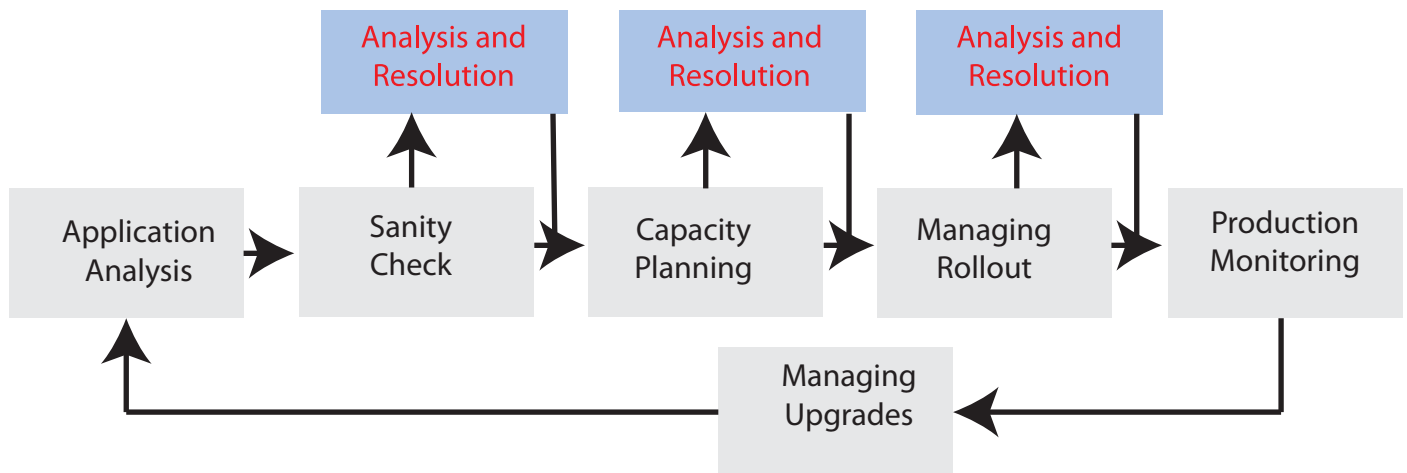 Analysis and
Resolution
Analysis and
Resolution
Analysis and
Resolution
Application
Analysis
Sanity
Check
Capacity
Planning
Managing
Rollout
Production
Monitoring
Managing
Upgrades